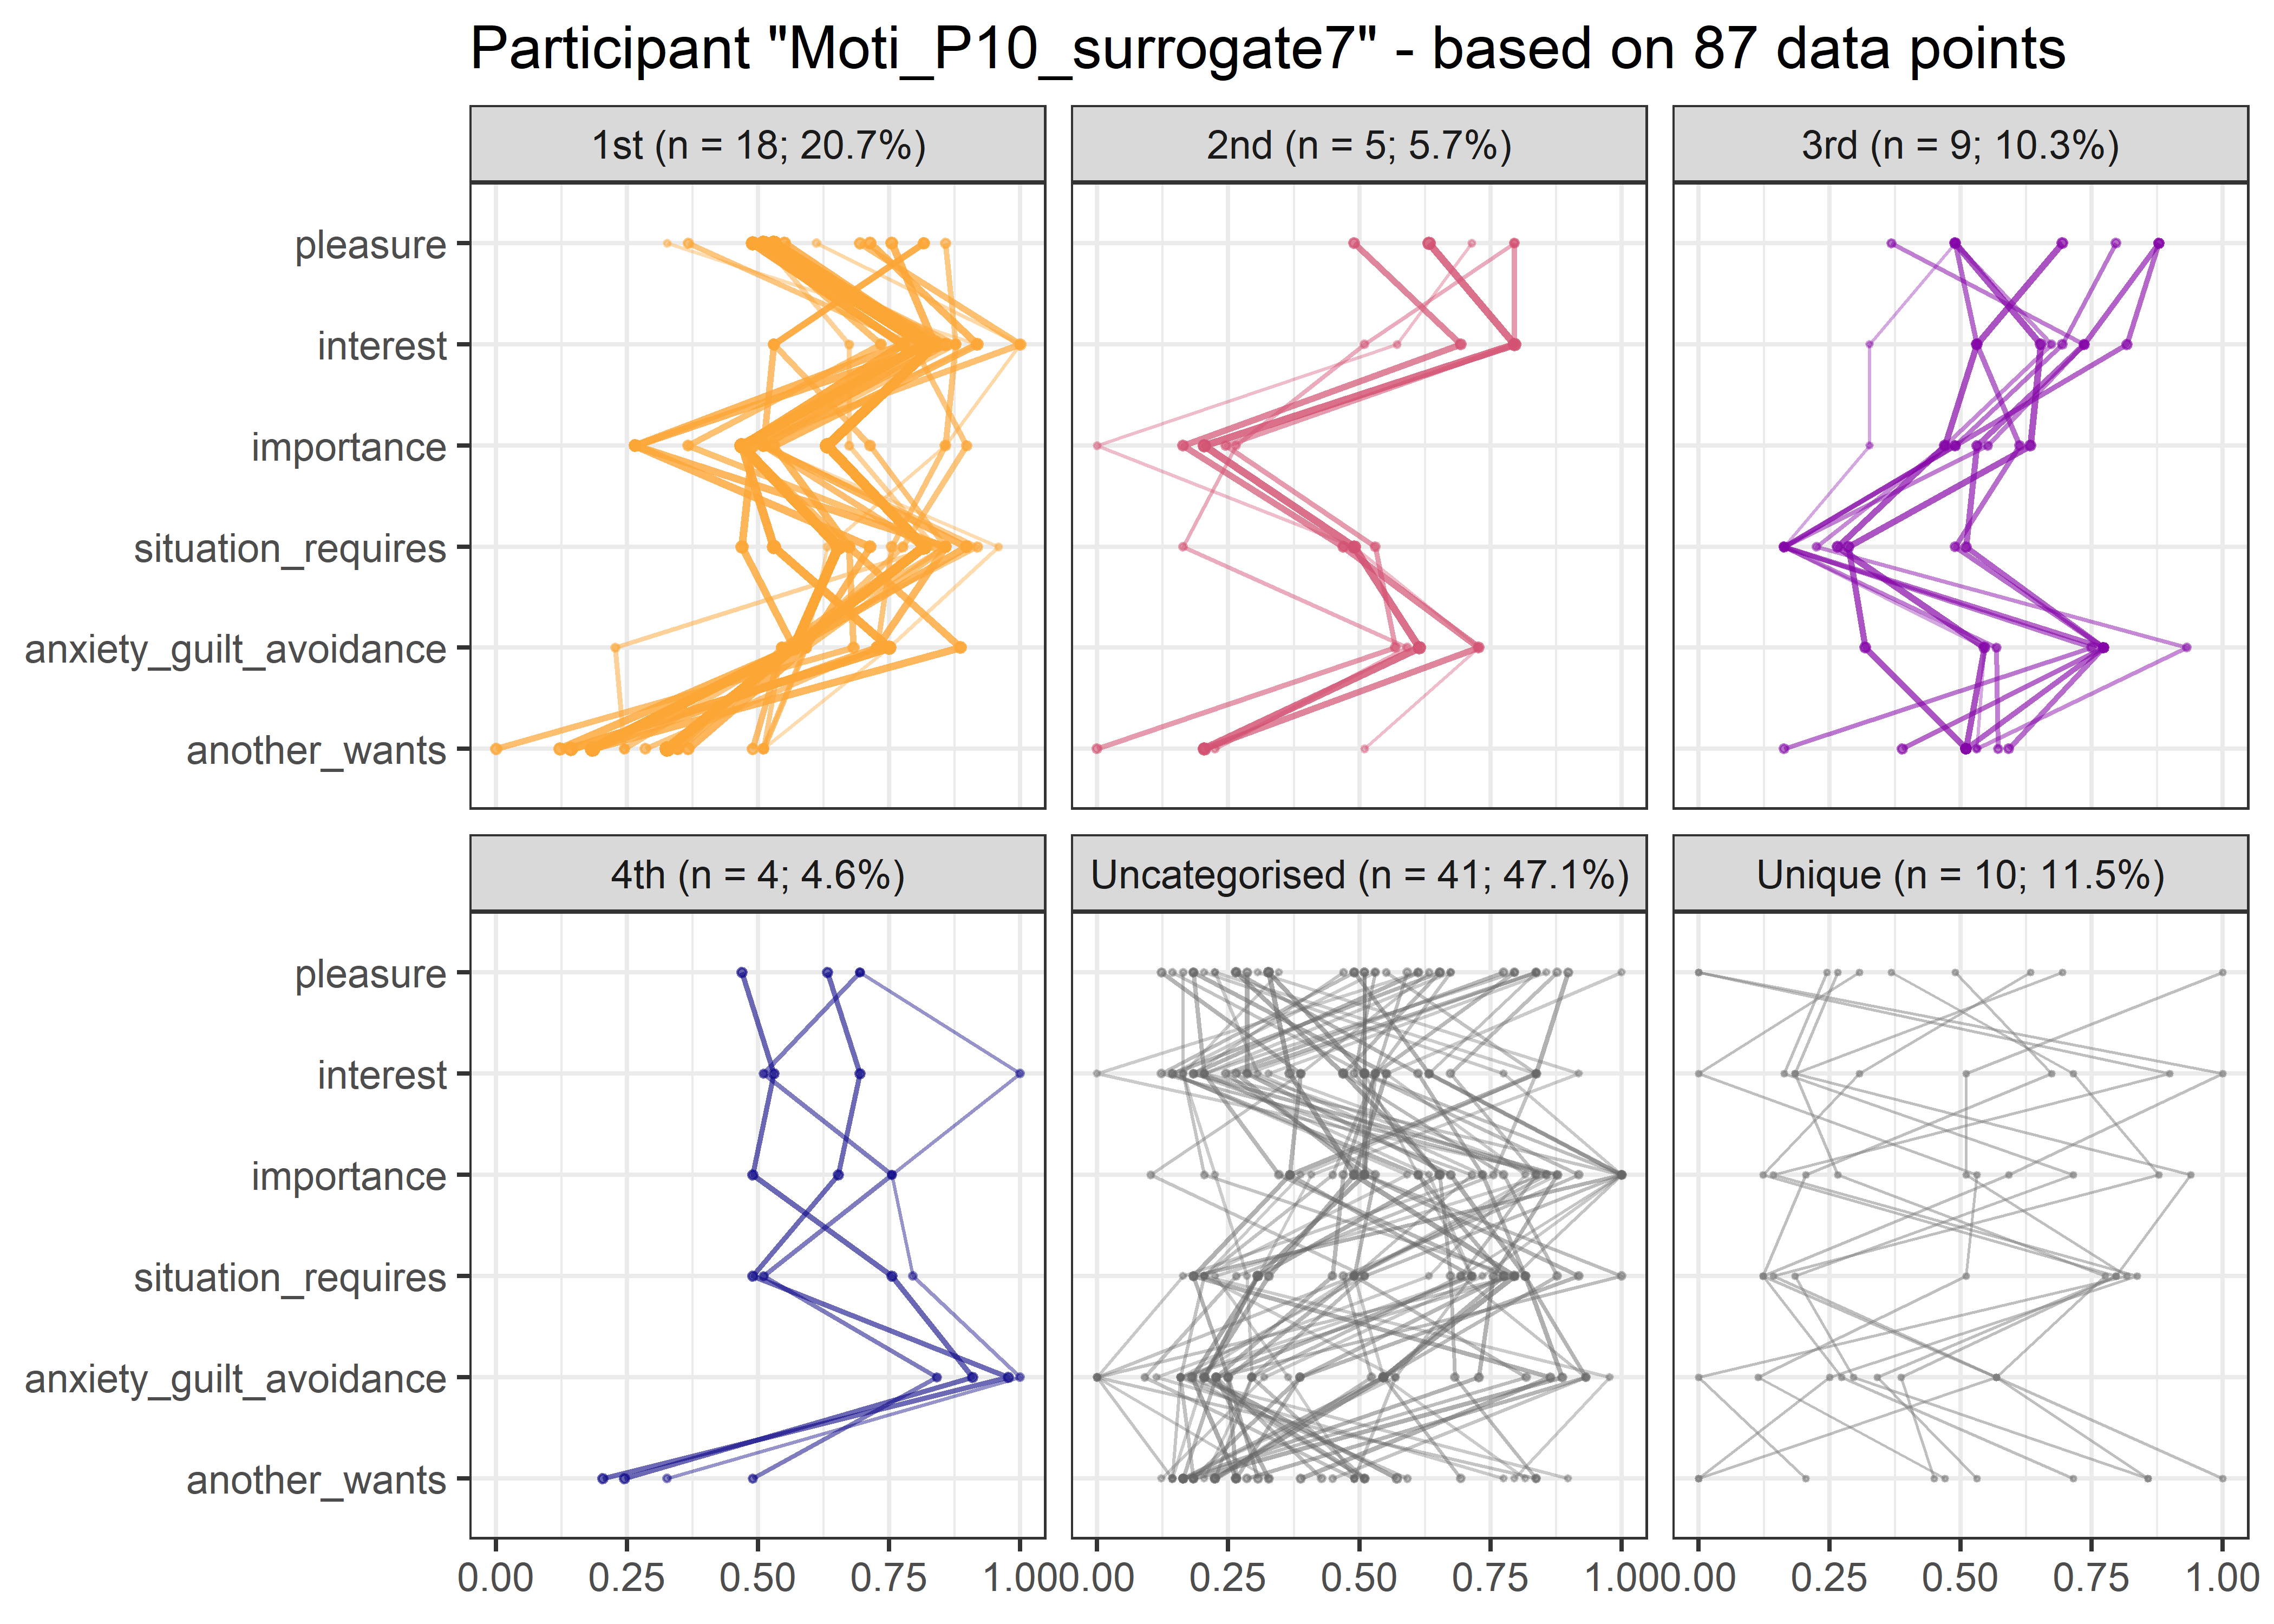 Participant "Moti_P10_surrogate7" - based on 87 data points
1st (n = 18; 20.7%)
2nd (n = 5; 5.7%)
3rd (n = 9; 10.3%)
pleasure
interest
importance
situation_requires
anxiety_guilt_avoidance
another_wants
4th (n = 4; 4.6%)
Uncategorised (n = 41; 47.1%)
Unique (n = 10; 11.5%)
pleasure
interest
importance
situation_requires
anxiety_guilt_avoidance
another_wants
0.00 0.25 0.50 0.75 1.00
0.00 0.25 0.50 0.75 1.00
0.00 0.25 0.50 0.75 1.00